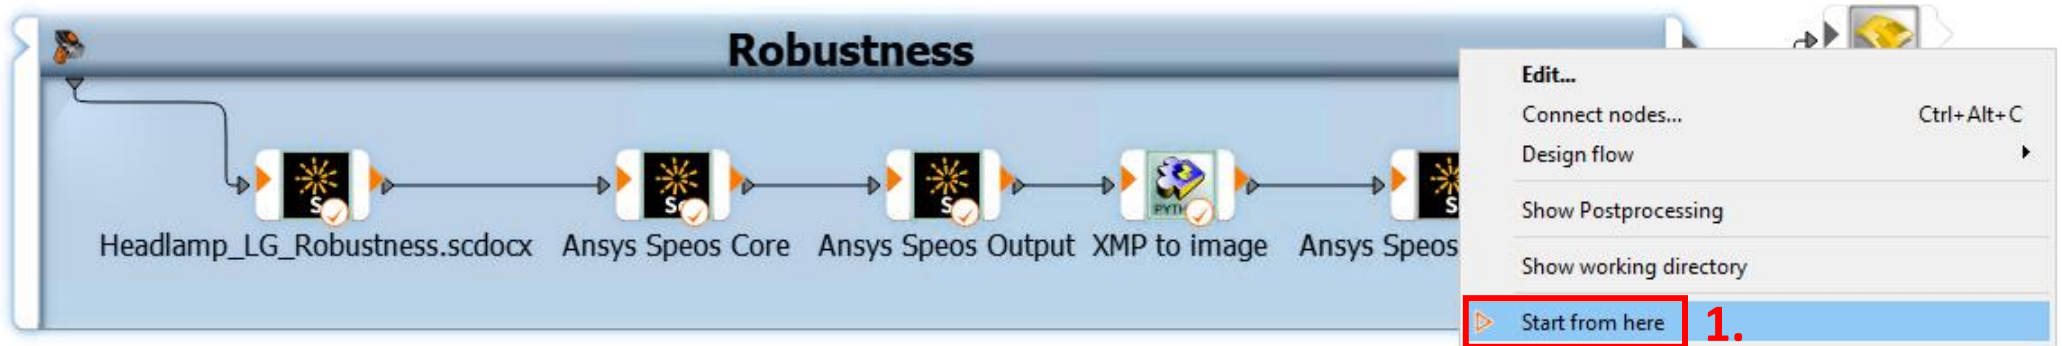 Robustness
Headlamp_LG_Robustness.scdocx
Ansys Speos Core
Ansys Speos Output
XMP to image
Ansys Speos
Edit...
Connect nodes... Ctrl+Alt+C
Design flow
Show Postprocessing
Show working directory
Start from here
1.